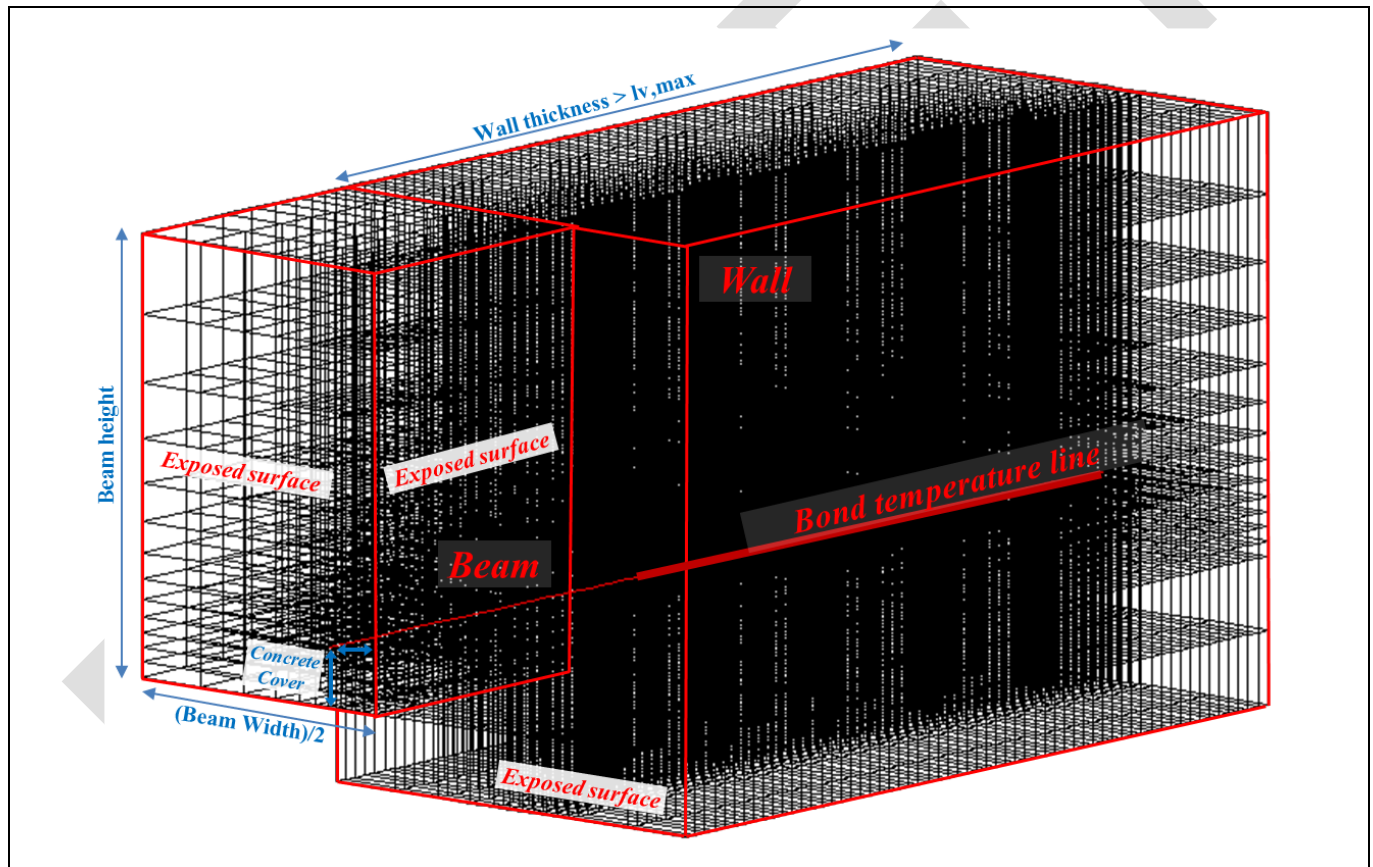 Wall thickness > lv,max
Wall
Beam height
Exposed surface
Exposed surface
Bond temperature line
Beam
Concrete
Cover
(Beam Width)/2
Exposed surface